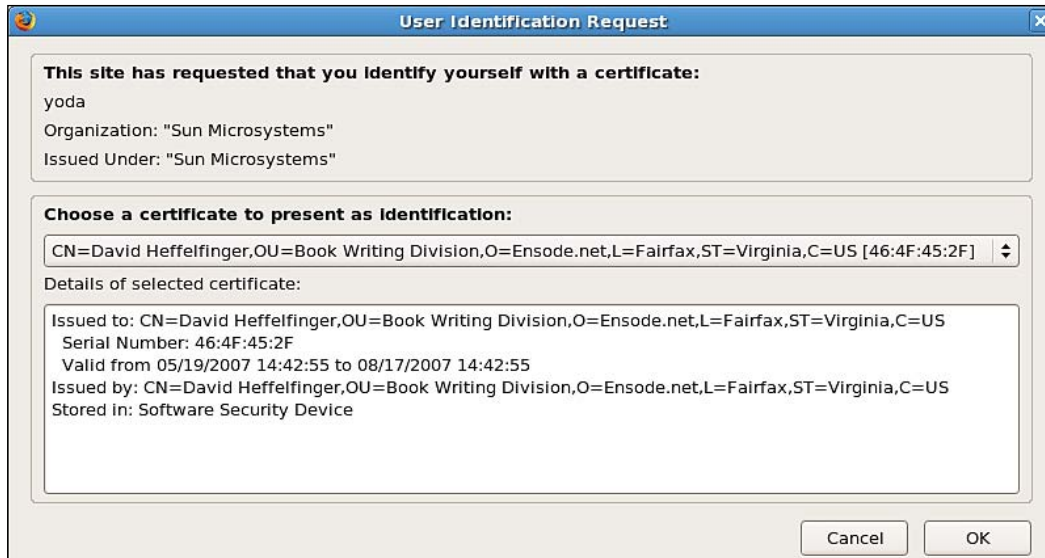 User Identification Request
This site has requested that you identify yourself with a certificate:
yoda
Organization: "Sun Microsystems"
Issued Under: "Sun Microsystems"
Choose a certificate to present as identification:
CN=David Heffelfinger,OU=Book Writing Division,O=Ensode.net,L=Fairfax,ST=Virginia,C=US [46:4F:45:2F]
Details of selected certificate:
Issued to: CN=David Heffelfinger,OU=Book Writing Division,O=Ensode.net,L=Fairfax,ST=Virginia,C=US
Serial Number: 46:4F:45:2F
Valid from 05/19/2007 14:42:55 to 08/17/2007 14:42:55
Issued by: CN=David Heffelfinger,OU=Book Writing Division,O=Ensode.net,L=Fairfax,ST=Virginia,C=US
Stored in: Software Security Device
Cancel OK